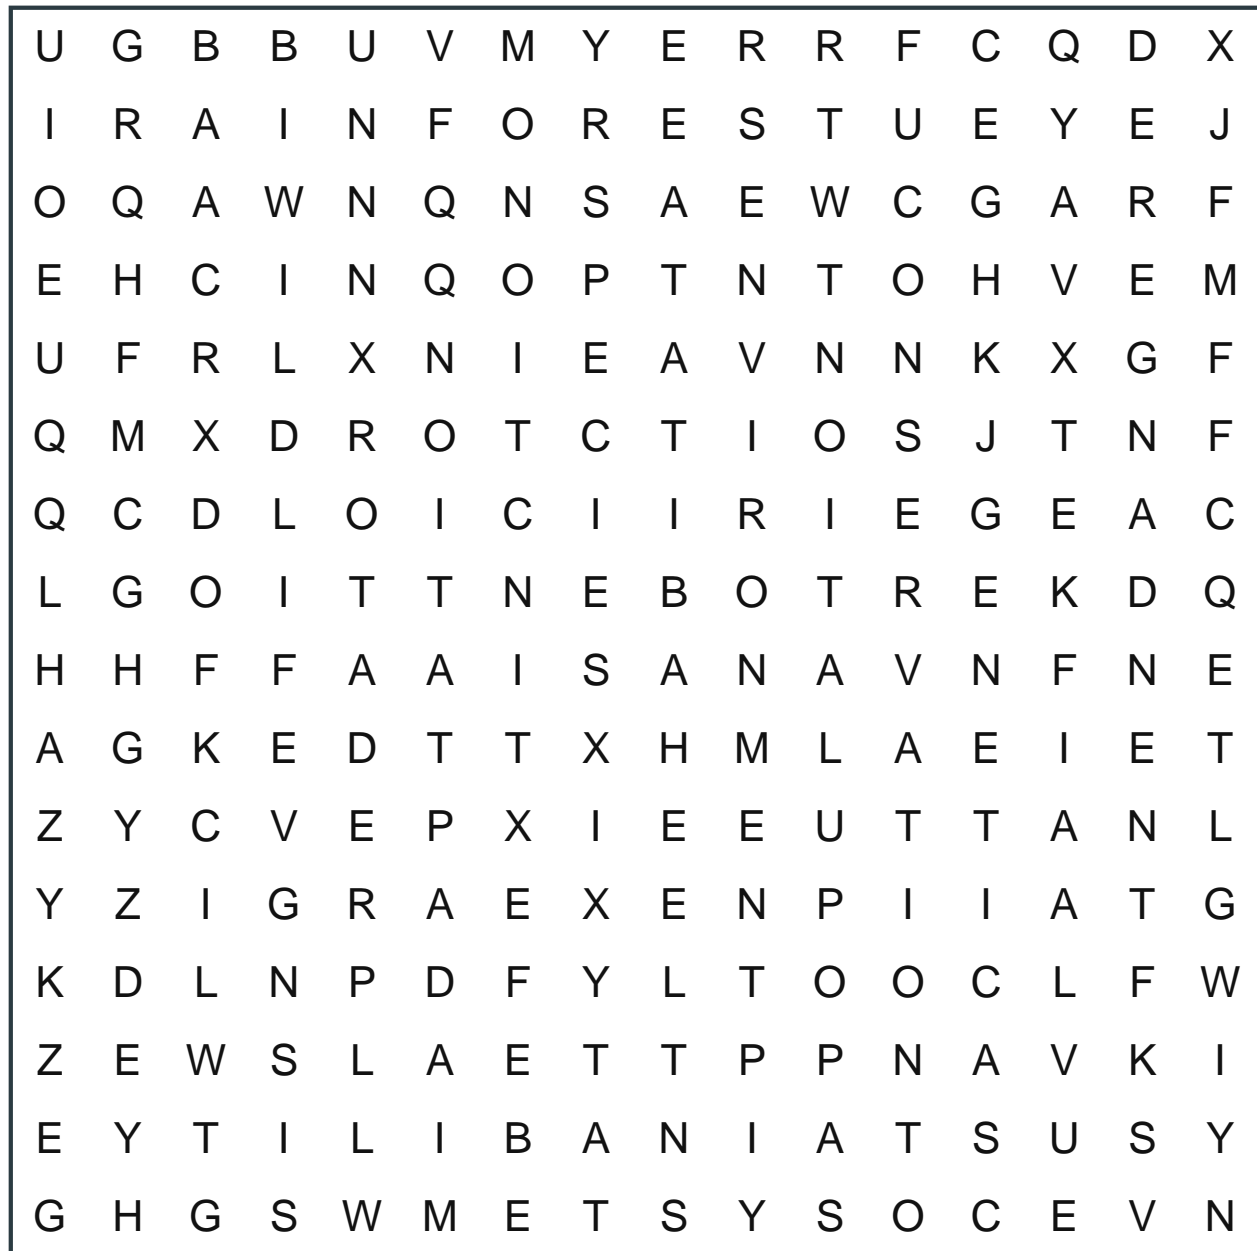 U G B B U V M Y E R R F C Q D X
I R A I N F O R E S T U E Y E J
O Q A W N Q N S A E W C G A R F
E H C I N Q O P T N T O H V E M
U F R L X N I E A V N N K X G F
Q M X D R O T C T I O S J T N F
Q C D L O I C I I R I E G E A C
L G O I T T N E B O T R E K D Q
H H F F A A I S A N A V N F N E
A G K E D T T X H M L A E I E T
Z Y C V E P X I E E U T T A N L
Y Z I G R A E X E N P I I A T G
K D L N P D F Y L T O O C L F W
Z E W S L A E T T P P N A V K I
E Y T I L I B A N I A T S U S Y
G H G S W M E T S Y S O C E V N